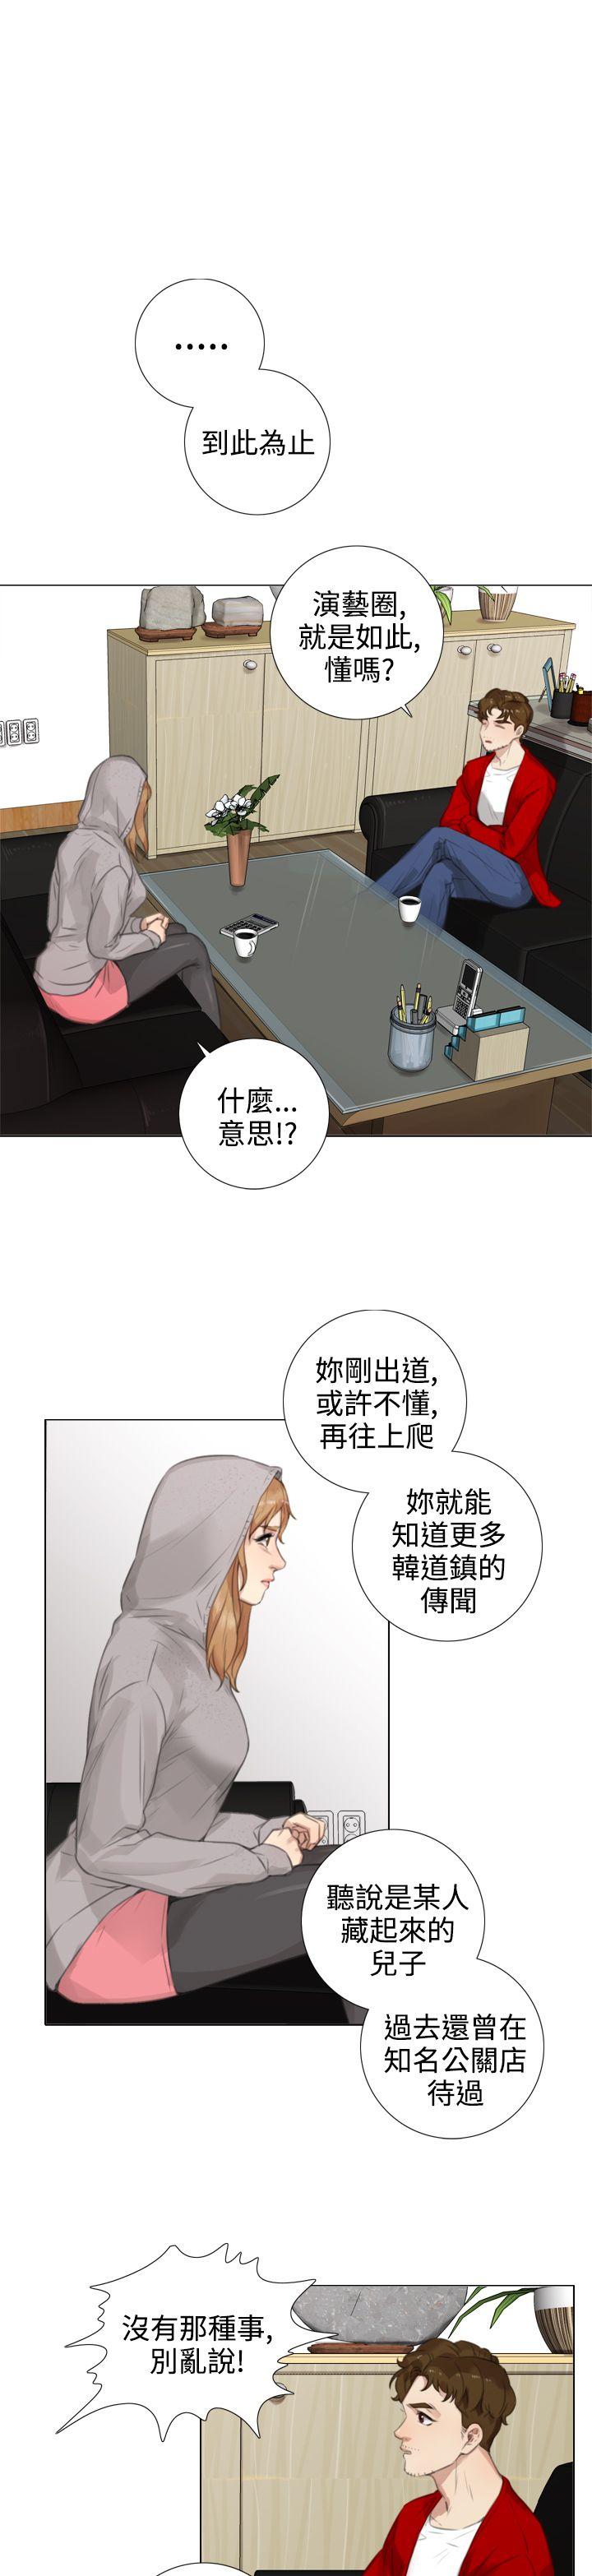 .....
到此為止
演藝圈,
就是如此,
懂嗎?
什麼...
意思!?
妳剛出道,
或許不懂,
再往上爬
妳就能
知道更多
韓道鎮的
傳聞
聽說是某人
藏起來的
兒子
過去還曾在
知名公關店
待過
沒有那種事,
別亂說!